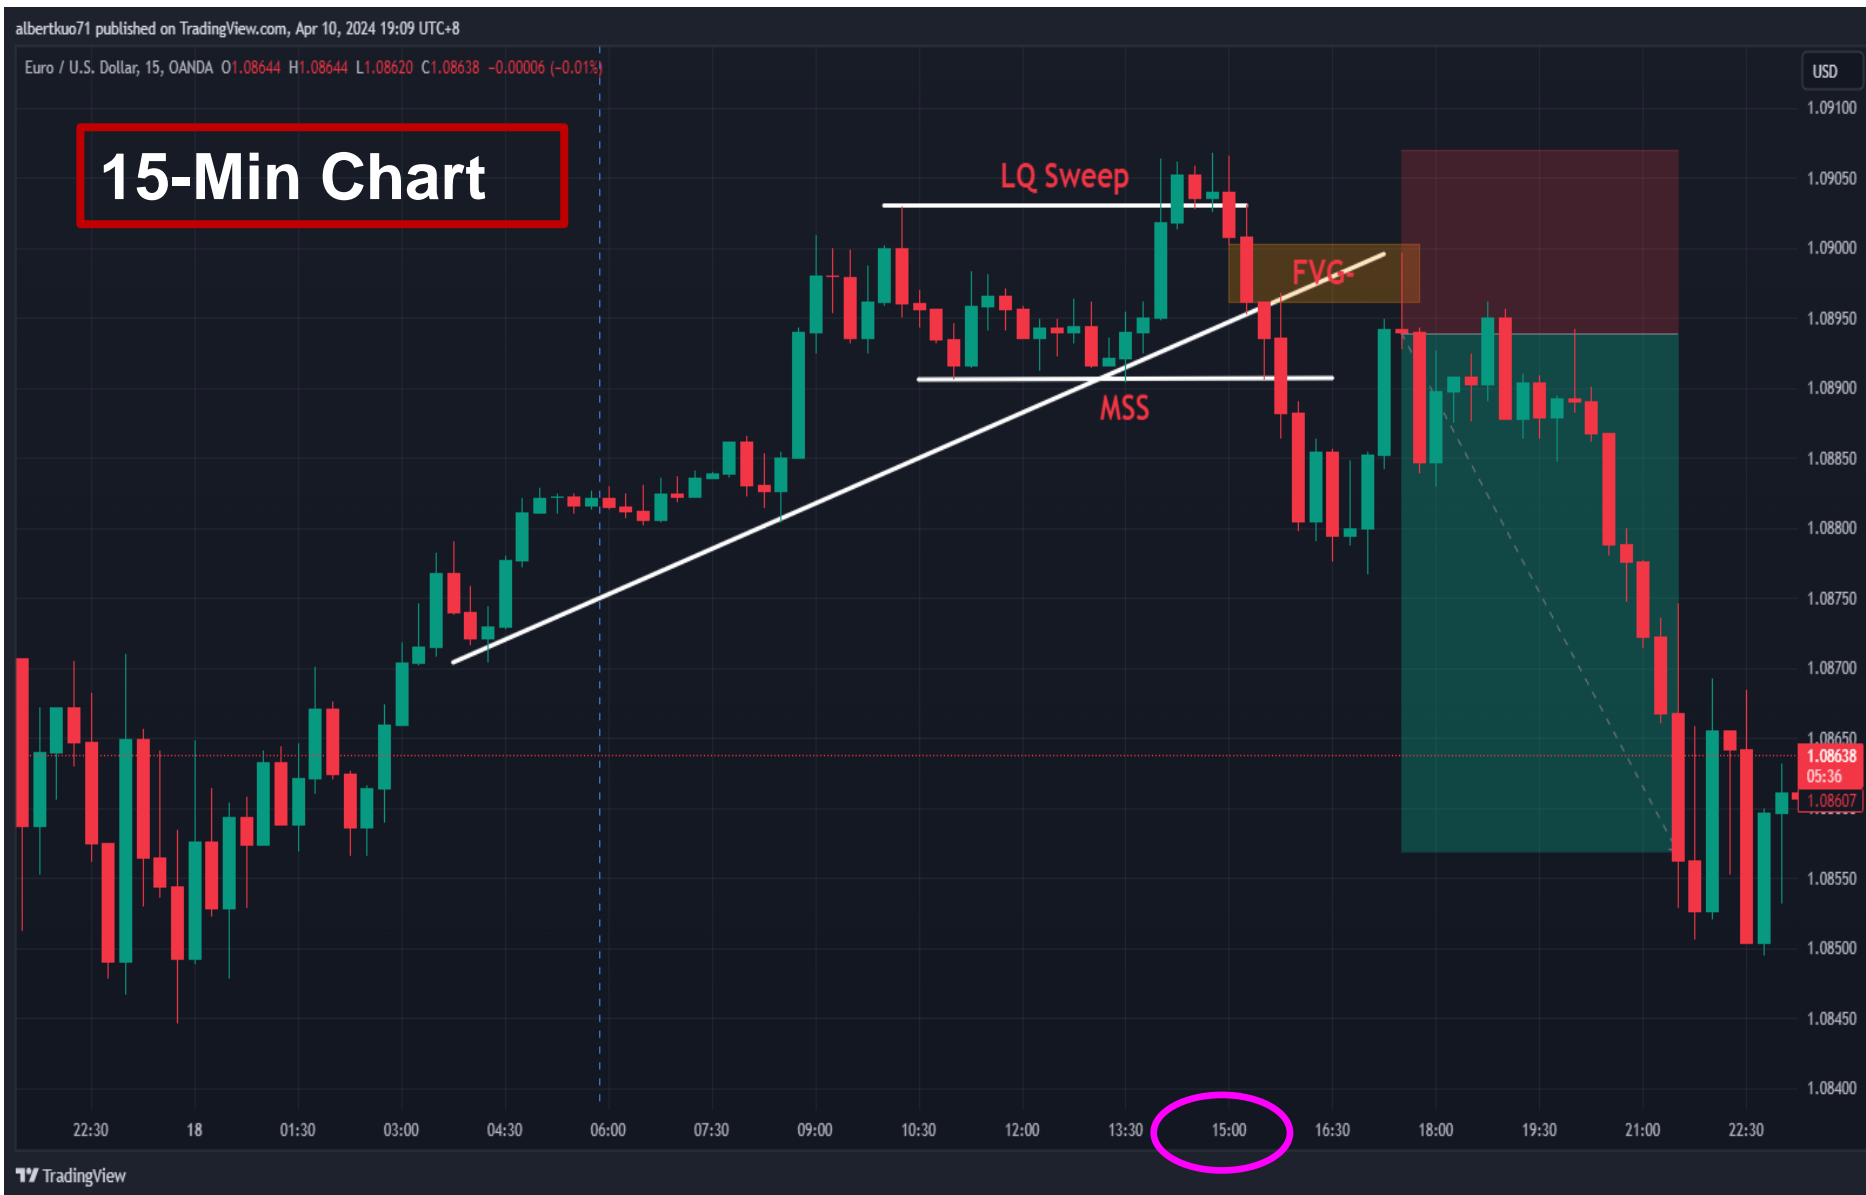 albertkuo71 published on TradingView.com, Apr 10, 2024 19:09 UTC+8
Euro / U.S. Dollar, 15, OANDA O1.08644 H1.08644 L1.08620 C1.08638 −0.00006 (−0.01%)
USD
15-Min Chart
LQ Sweep
FVG-
MSS
1.09100
1.09050
1.09000
1.08950
1.08900
1.08850
1.08800
1.08750
1.08700
1.08650
1.08638
05:36
1.08607
1.08550
1.08500
1.08450
1.08400
22:30 18 01:30 03:00 04:30 06:00 07:30 09:00 10:30 12:00 13:30 15:00 16:30 18:00 19:30 21:00 22:30
TradingView